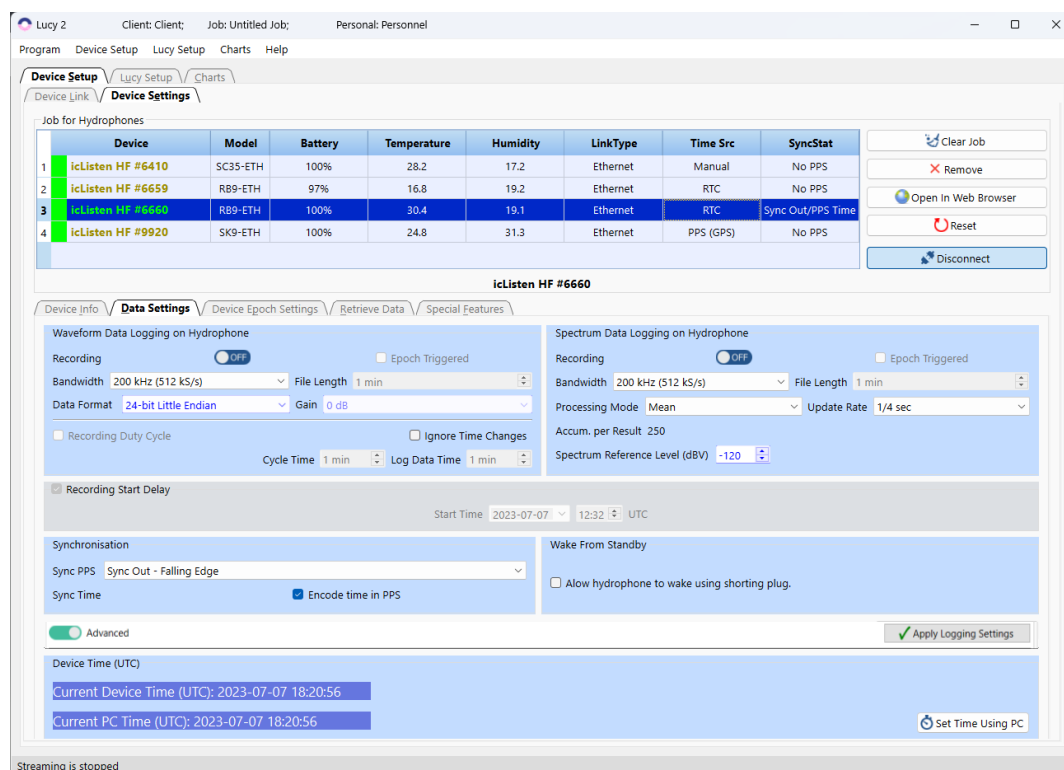 Lucy 2 Client: Client; Job: Untitled Job; Personal: Personnel
Program Device Setup Lucy Setup Charts Help
Device Setup Lucy Setup Charts
Device Link Device Settings
Job for Hydrophones
Device Model Battery Temperature Humidity LinkType Time Src SyncStat
1 icListen HF #6410 SC35-ETH 100% 28.2 17.2 Ethernet Manual No PPS
2 icListen HF #6659 RB9-ETH 97% 16.8 19.2 Ethernet RTC No PPS
3 icListen HF #6660 RB9-ETH 100% 30.4 19.1 Ethernet RTC Sync Out/PPS Time
4 icListen HF #9920 SK9-ETH 100% 24.8 31.3 Ethernet PPS (GPS) No PPS
Clear Job
Remove
Open In Web Browser
Reset
Disconnect
icListen HF #6660
Device Info Data Settings Device Epoch Settings Retrieve Data Special Features
Waveform Data Logging on Hydrophone
Recording OFF Epoch Triggered
Bandwidth 200 kHz (512 kS/s) File Length 1 min
Data Format 24-bit Little Endian Gain 0 dB
Recording Duty Cycle Ignore Time Changes
Cycle Time 1 min Log Data Time 1 min
Spectrum Data Logging on Hydrophone
Recording OFF Epoch Triggered
Bandwidth 200 kHz (512 kS/s) File Length 1 min
Processing Mode Mean Update Rate 1/4 sec
Accum. per Result 250
Spectrum Reference Level (dBV) -120
Recording Start Delay
Start Time 2023-07-07 12:32 UTC
Synchronisation
Sync PPS Sync Out - Falling Edge
Sync Time Encode time in PPS
Wake From Standby
Alow hydrophone to wake using shorting plug.
Advanced Apply Logging Settings
Device Time (UTC)
Current Device Time (UTC): 2023-07-07 18:20:56
Current PC Time (UTC): 2023-07-07 18:20:56
Set Time Using PC
Streaming is stopped